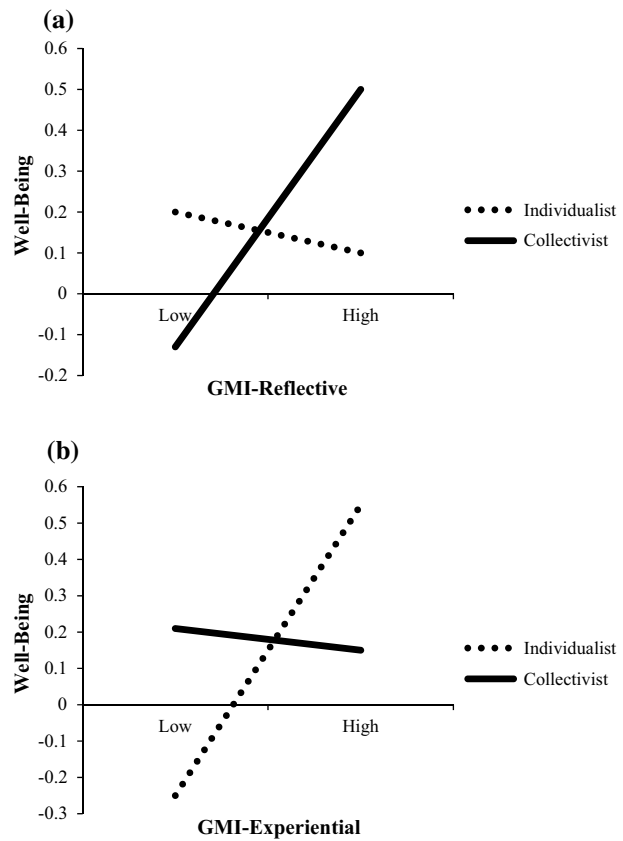 (a)
0.6
0.5
0.4
0.3
0.2
0.1
0
-0.1
-0.2
Well-Being
Low
High
GMI-Reflective
Individualist
Collectivist
(b)
0.6
0.5
0.4
0.3
0.2
0.1
0
-0.1
-0.2
-0.3
Well-Being
Low
High
GMI-Experiential
Individualist
Collectivist